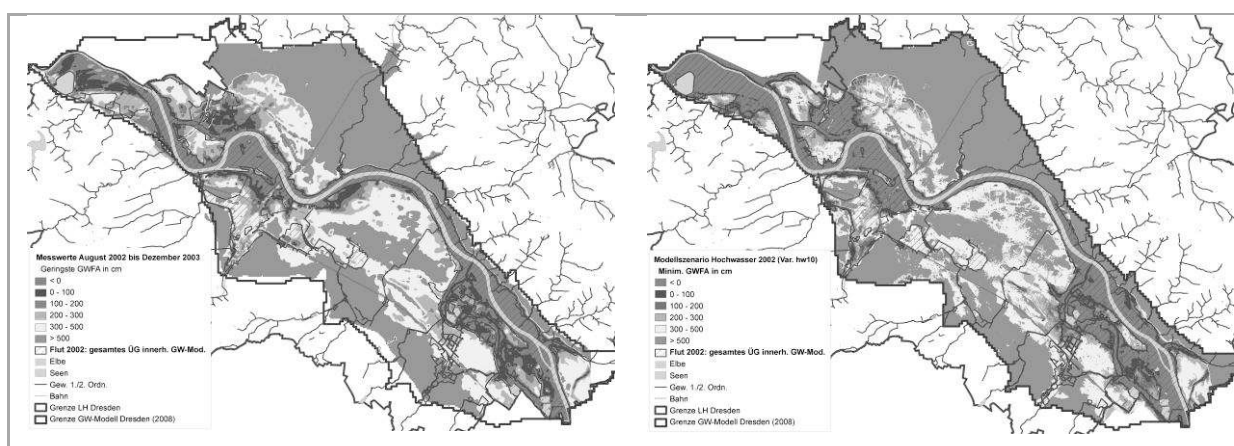 Messwerte August 2002 bis Dezember 2003
Geringste GWFA in cm
< 0
0 - 100
100 - 200
200 - 300
300 - 500
> 500
Flut 2002: gesamtes ÜG innerh. GW-Mod.
Elbe
Seen
Gew. 1./2. Ordn.
Bahn
Grenze LH Dresden
Grenze GW-Modell Dresden (2008)
Modellszenario Hochwasser 2002 (Var. hw10)
Minim. GWFA in cm
< 0
0 - 100
100 - 200
200 - 300
300 - 500
> 500
Flut 2002: gesamtes ÜG innerh. GW-Mod.
Elbe
Seen
Gew. 1./2. Ordn.
Bahn
Grenze LH Dresden
Grenze GW-Modell Dresden (2008)